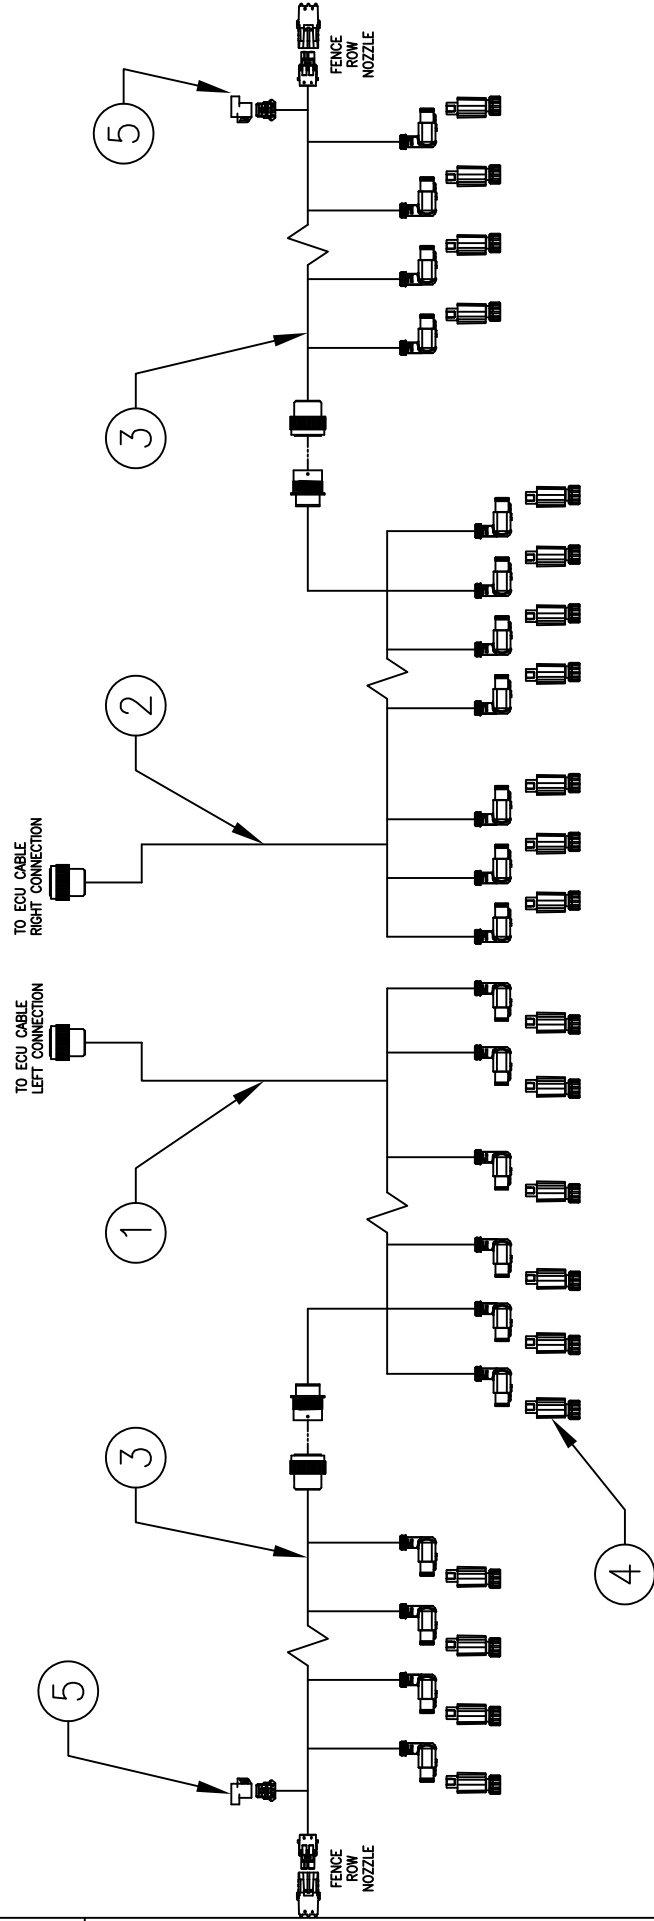 5
FENCE
ROW
NOZZLE
3
2
TO ECU CABLE
RIGHT CONNECTION
TO ECU CABLE
LEFT CONNECTION
1
3
4
5
FENCE
ROW
NOZZLE